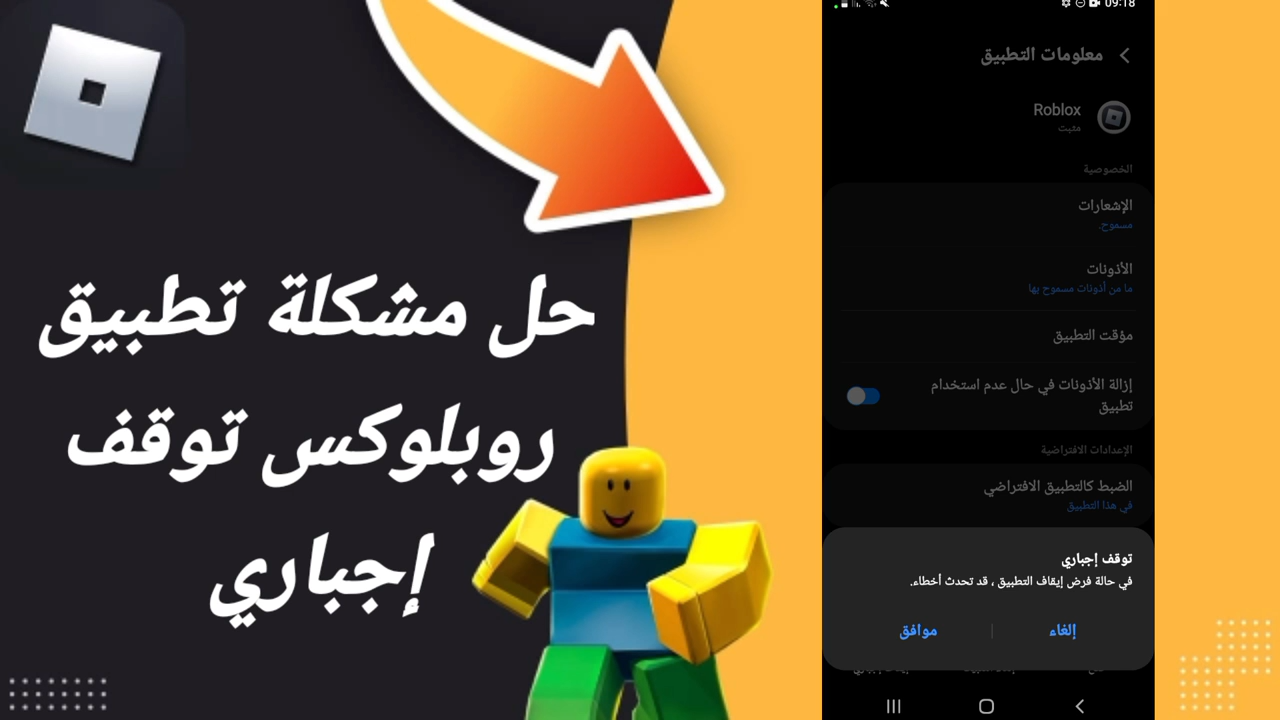 حل مشكلة تطبيق
روبلوكس توقف
إجباري
09:18
معلومات التطبيق
Roblox
مثبت
الخصوصية
الإشعارات
مسموح.
الأذونات
ما من أذونات مسموح بها
مؤقت التطبيق
إزالة الأذونات في حال عدم استخدام
تطبيق
الإعدادات الافتراضية
الضبط كالتطبيق الافتراضي
في هذا التطبيق
توقف إجباري
في حالة فرض إيقاف التطبيق ، قد تحدث أخطاء.
إلغاء
موافق